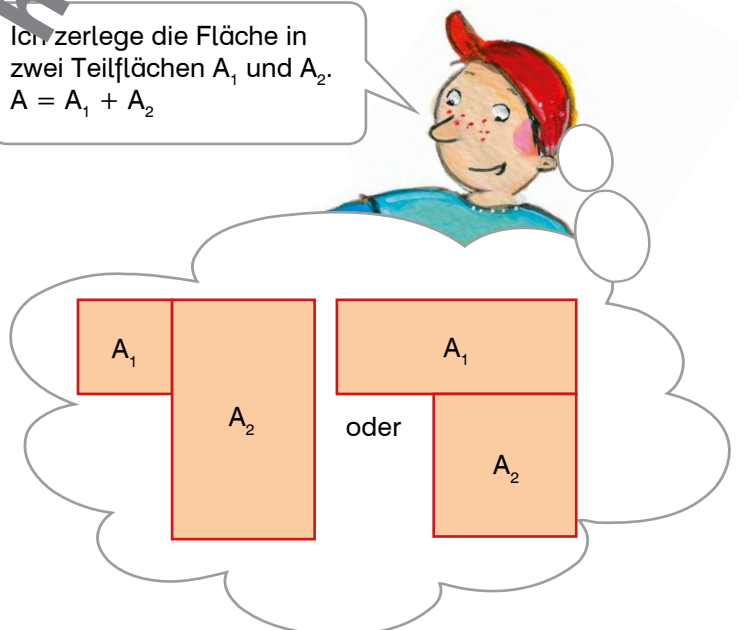 Ich zerlege die Fläche in
zwei Teilflächen A₁ und A₂.
A = A₁ + A₂
A₁
A₂
oder
A₁
A₂